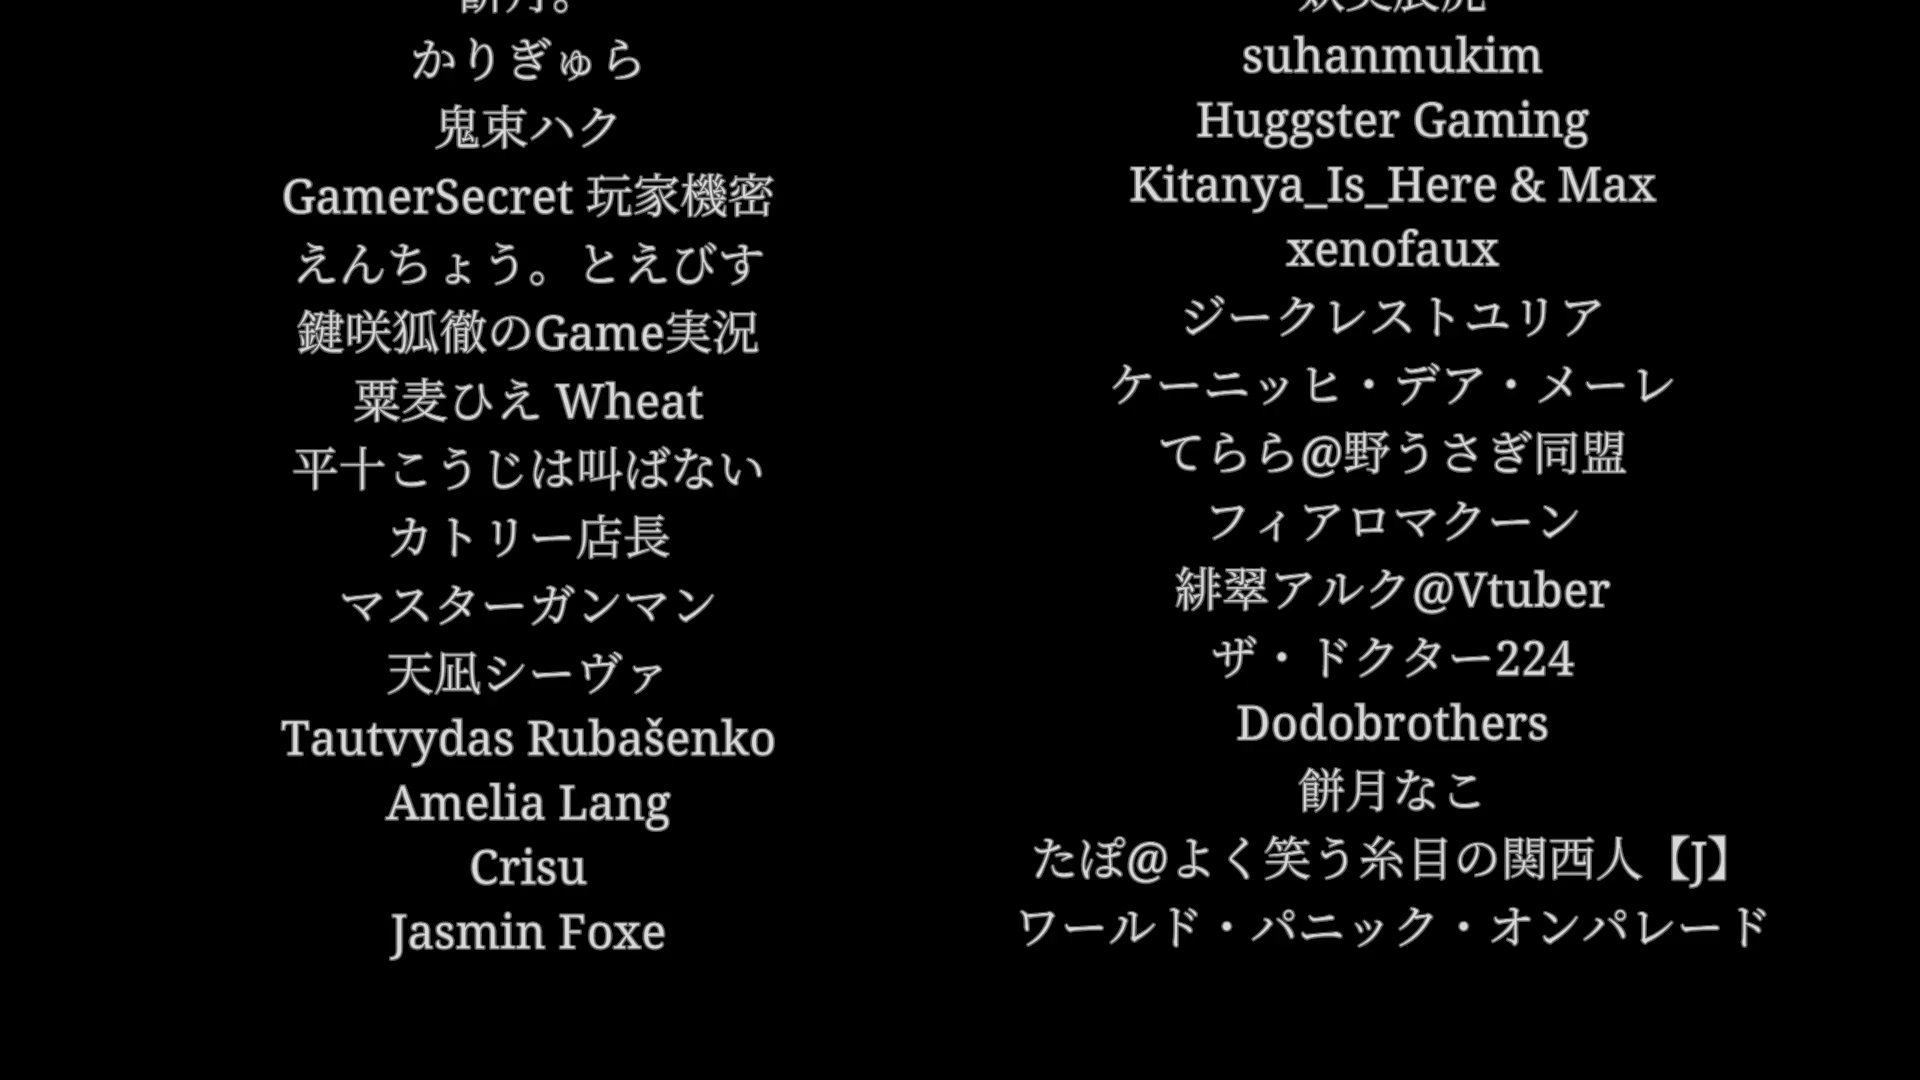 かりぎゅら
鬼束ハク
GamerSecret 玩家機密
えんちょう。とえびす
鍵咲狐徹のGame実況
粟麦ひえ Wheat
平十こうじは叫ばない
カトリー店長
マスターガンマン
天凪シーヴァ
Tautvydas Rubašenko
Amelia Lang
Crisu
Jasmin Foxe
suhanmukim
Huggster Gaming
Kitanya_Is_Here & Max
xenofaux
ジークレストユリア
ケーニッヒ・デア・メーレ
てらら@野うさぎ同盟
フィアロマクーン
緋翠アルク@Vtuber
ザ・ドクター224
Dodobrothers
餅月なこ
たぽ@よく笑う糸目の関西人【J】
ワールド・パニック・オンパレード